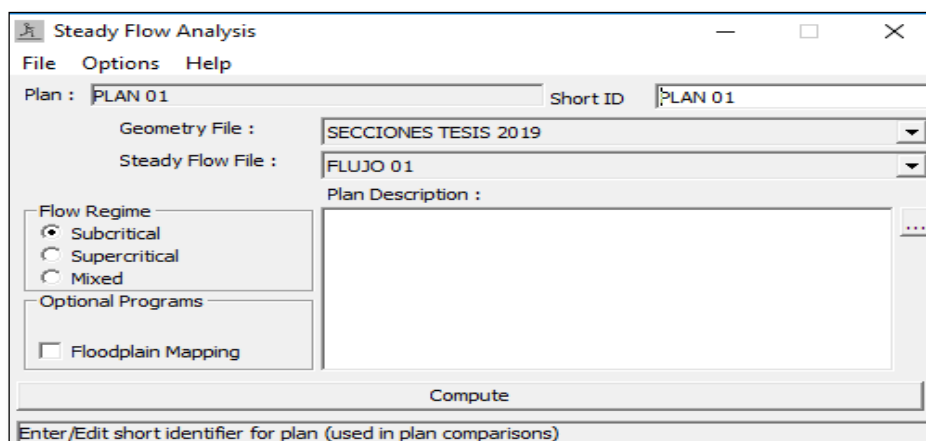 Steady Flow Analysis
File Options Help
Plan : PLAN 01 Short ID PLAN 01
Geometry File : SECCIONES TESIS 2019
Steady Flow File : FLUJO 01
Plan Description :
Flow Regime
Subcritical
Supercritical
Mixed
Optional Programs
Floodplain Mapping
...
Compute
Enter/Edit short identifier for plan (used in plan comparisons)